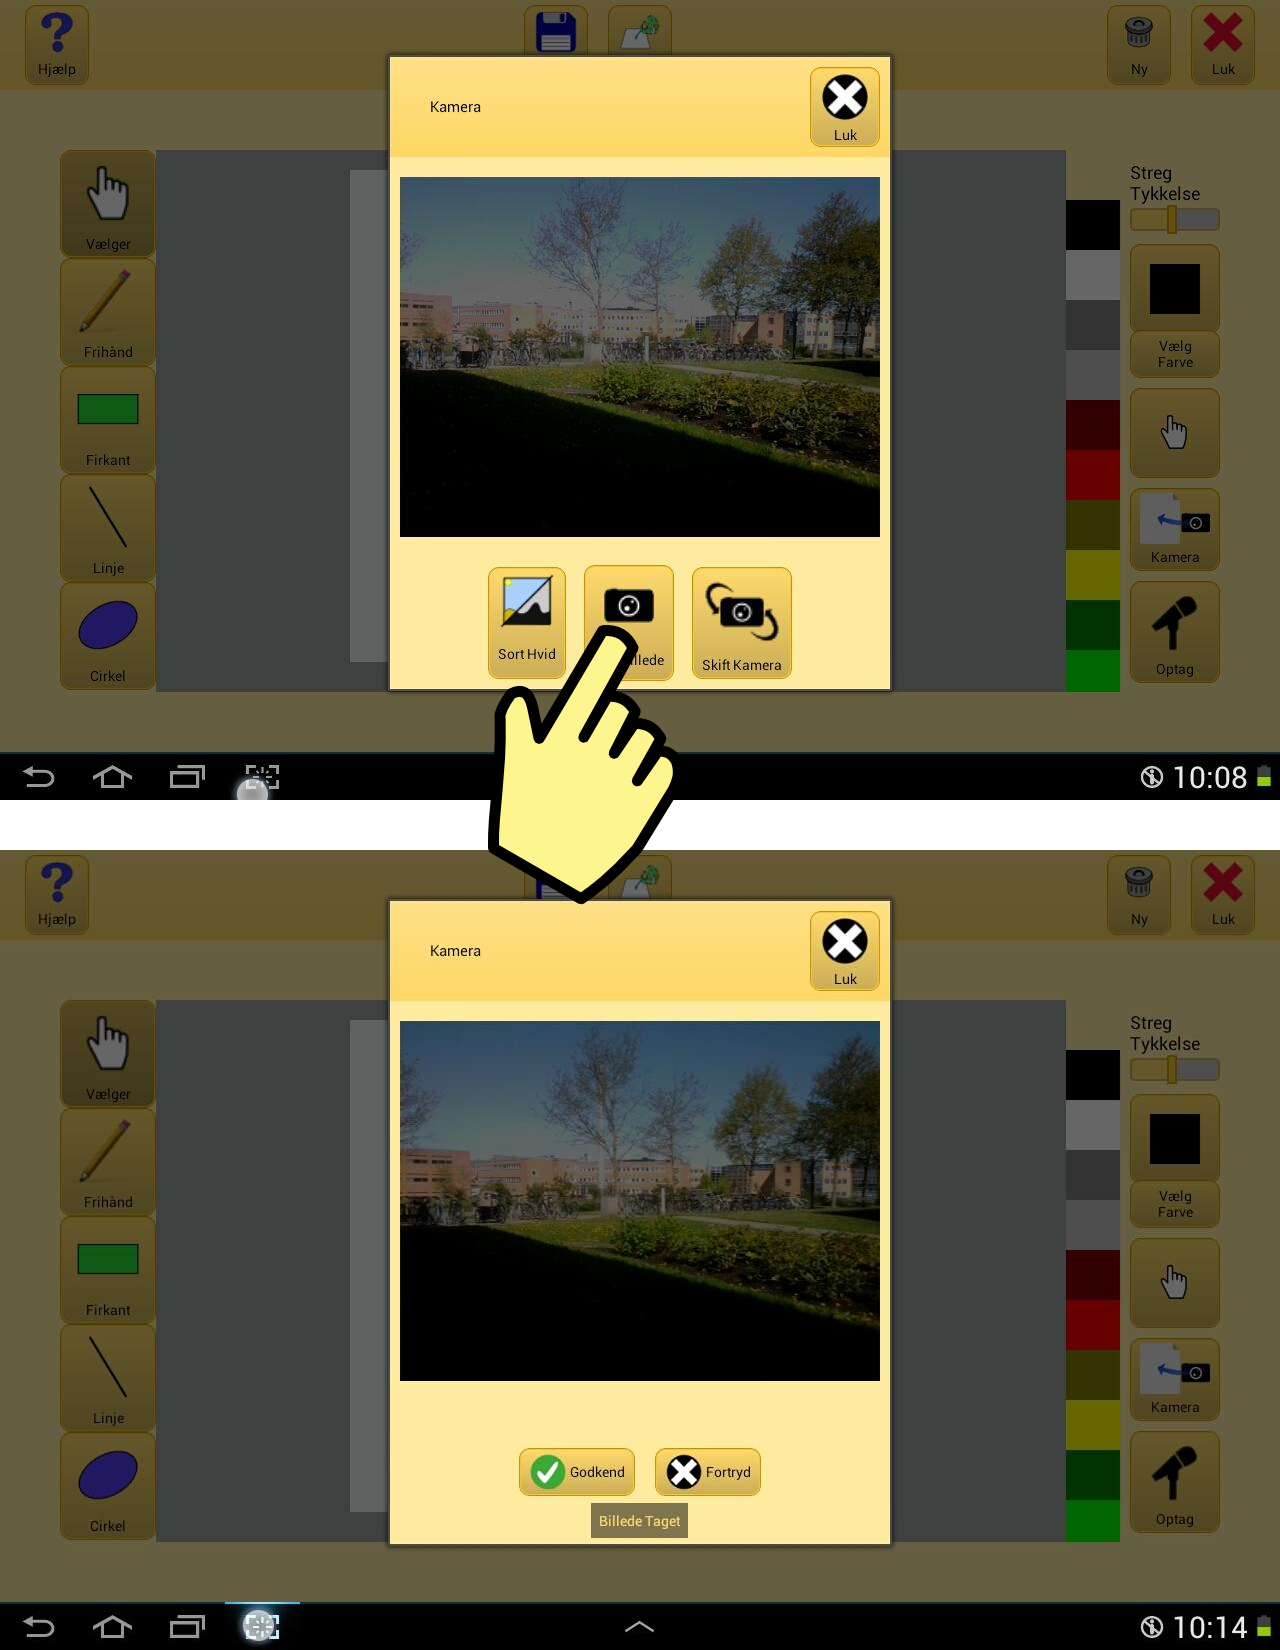 Hjælp
Ny
Luk
Kamera
Luk
Vælger
Frihånd
Firkant
Linje
Cirkel
Streg
Tykkelse
Vælg
Farve
Kamera
Optag
Sort Hvid
Skift Kamera
10:08
Hjælp
Ny
Luk
Kamera
Luk
Vælger
Frihånd
Firkant
Linje
Cirkel
Streg
Tykkelse
Vælg
Farve
Kamera
Optag
Godkend
Fortryd
Billede Taget
10:14